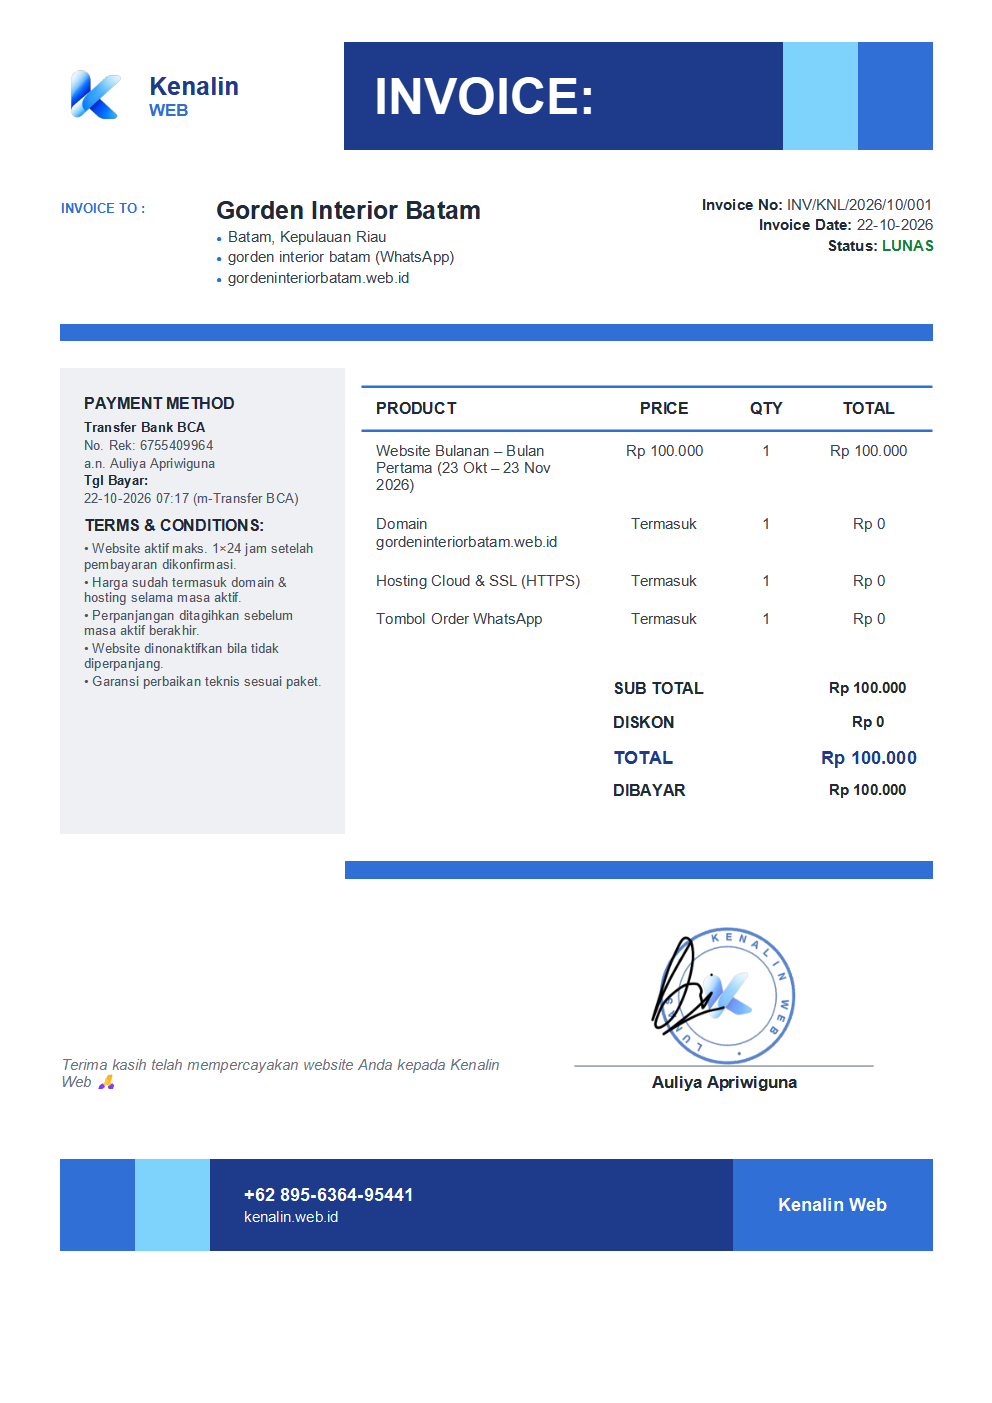 Kenalin
WEB
INVOICE:
INVOICE TO :
Gorden Interior Batam
• Batam, Kepulauan Riau
• gorden interior batam (WhatsApp)
• gordeninteriorbatam.web.id
Invoice No: INV/KNL/2026/10/001
Invoice Date: 22-10-2026
Status: LUNAS
PAYMENT METHOD
Transfer Bank BCA
No. Rek: 6755409964
a.n. Auliya Apriwiguna
Tgl Bayar:
22-10-2026 07:17 (m-Transfer BCA)
TERMS & CONDITIONS:
• Website aktif maks. 1×24 jam setelah
pembayaran dikonfirmasi.
• Harga sudah termasuk domain &
hosting selama masa aktif.
• Perpanjangan ditagihkan sebelum
masa aktif berakhir.
• Website dinonaktifkan bila tidak
diperpanjang.
• Garansi perbaikan teknis sesuai paket.
PRODUCT PRICE QTY TOTAL
Website Bulanan – Bulan Rp 100.000 1 Rp 100.000
Pertama (23 Okt – 23 Nov
2026)
Domain Termasuk 1 Rp 0
gordeninteriorbatam.web.id
Hosting Cloud & SSL (HTTPS) Termasuk 1 Rp 0
Tombol Order WhatsApp Termasuk 1 Rp 0
SUB TOTAL Rp 100.000
DISKON Rp 0
TOTAL Rp 100.000
DIBAYAR Rp 100.000
KENALIN WEB • LUNAS
Terima kasih telah mempercayakan website Anda kepada Kenalin
Web 🙏
Auliya Apriwiguna
+62 895-6364-95441
kenalin.web.id
Kenalin Web